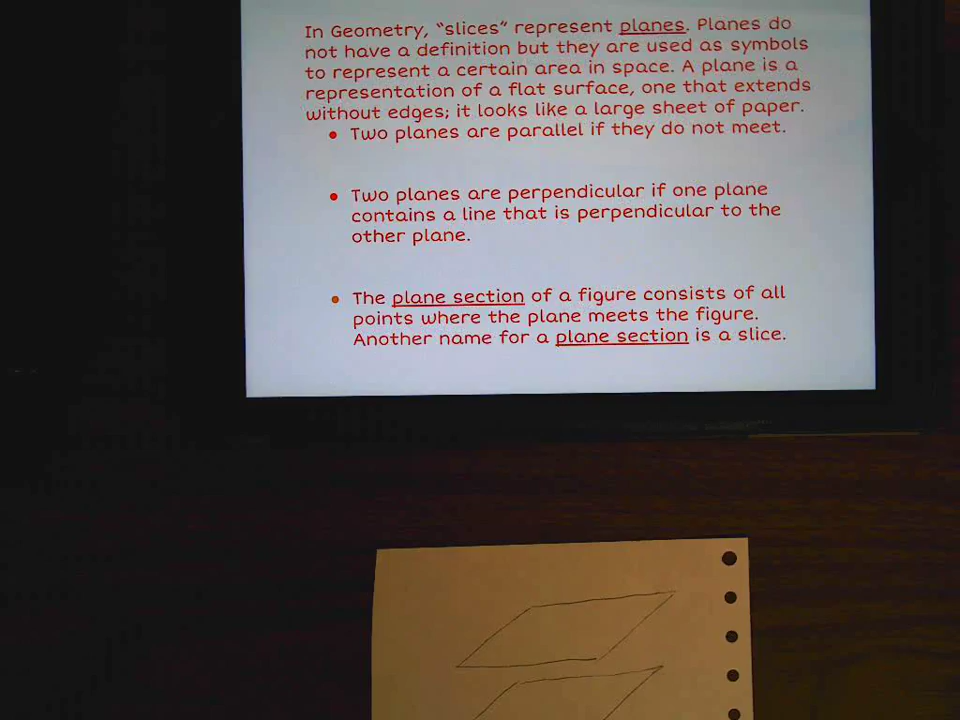 In Geometry, “slices” represent planes. Planes do
not have a definition but they are used as symbols
to represent a certain area in space. A plane is a
representation of a flat surface, one that extends
without edges; it looks like a large sheet of paper.
• Two planes are parallel if they do not meet.
• Two planes are perpendicular if one plane
contains a line that is perpendicular to the
other plane.
• The plane section of a figure consists of all
points where the plane meets the figure.
Another name for a plane section is a slice.